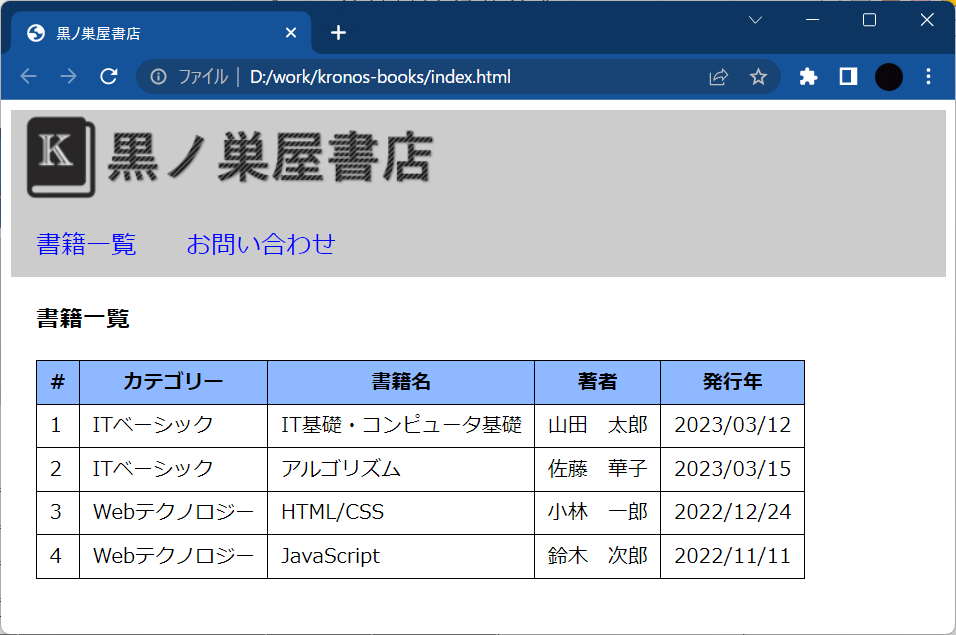 黒ノ巣屋書店
ファイル | D:/work/kronos-books/index.html
K 黒ノ巣屋書店
書籍一覧 お問い合わせ
書籍一覧
# カテゴリー 書籍名 著者 発行年
1 ITベーシック IT基礎・コンピュータ基礎 山田　太郎 2023/03/12
2 ITベーシック アルゴリズム 佐藤　華子 2023/03/15
3 Webテクノロジー HTML/CSS 小林　一郎 2022/12/24
4 Webテクノロジー JavaScript 鈴木　次郎 2022/11/11